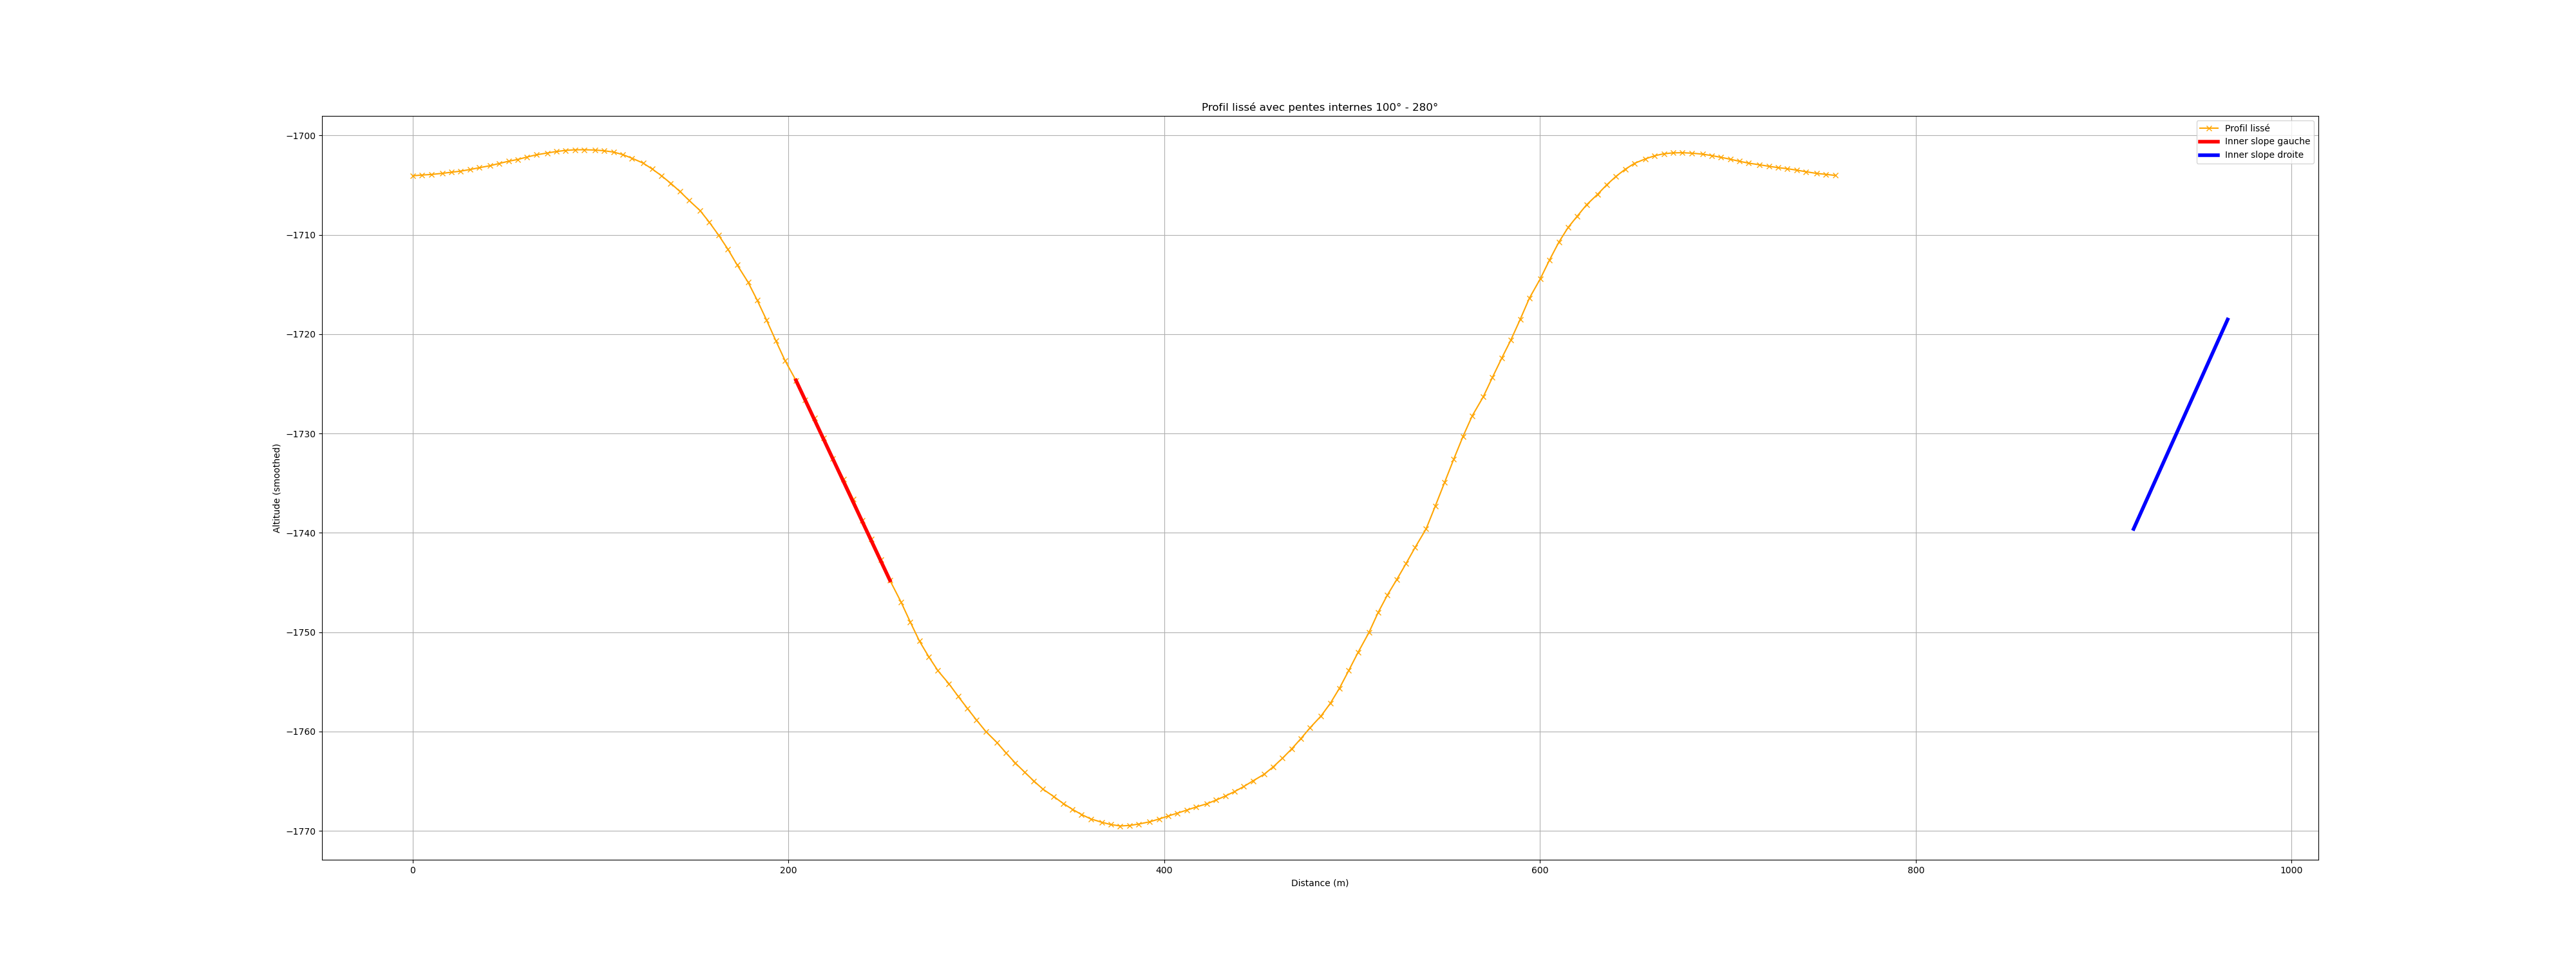 Profil lissé avec pentes internes 100° - 280°
Profil lissé
Inner slope gauche
Inner slope droite
Altitude (smoothed)
−1700
−1710
−1720
−1730
−1740
−1750
−1760
−1770
0
200
400
600
800
1000
Distance (m)